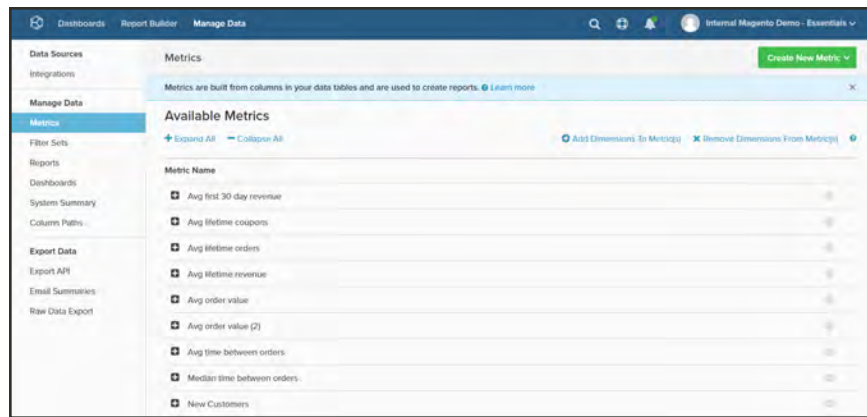 Dashboards Report Builder Manage Data Internal Magento Demo - Essentials
Data Sources
Integrations
Manage Data
Metrics
Filter Sets
Reports
Dashboards
System Summary
Column Paths
Export Data
Export API
Email Summaries
Raw Data Export
Metrics Create New Metric
Metrics are built from columns in your data tables and are used to create reports. Learn more
Available Metrics
Expand All Collapse All Add Dimensions To Metric(s) Remove Dimensions From Metric(s)
Metric Name
Avg first 30 day revenue
Avg lifetime coupons
Avg lifetime orders
Avg lifetime revenue
Avg order value
Avg order value (2)
Avg time between orders
Median time between orders
New Customers